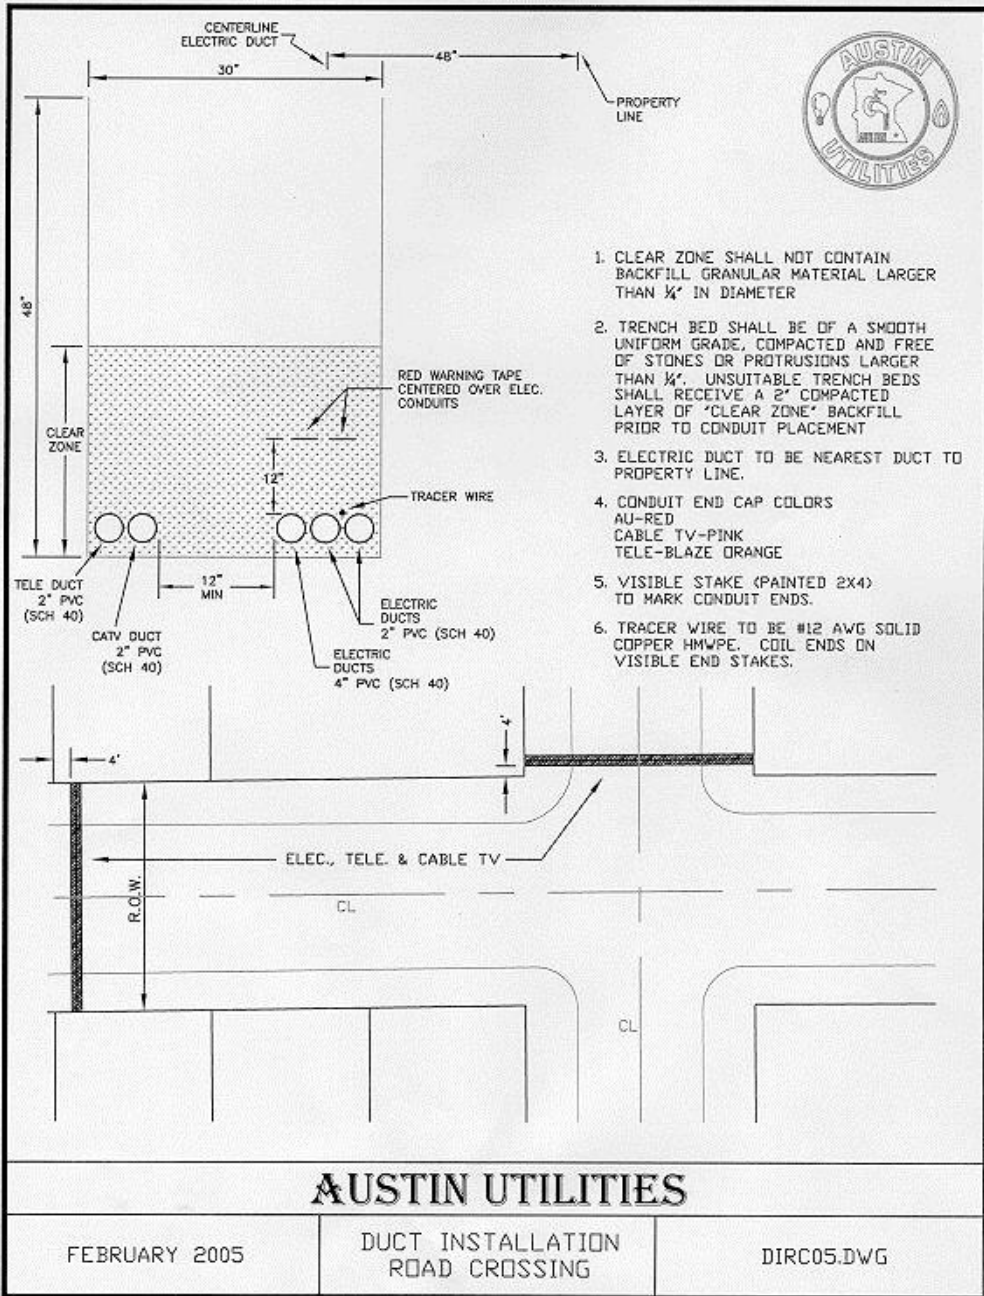 CENTERLINE
ELECTRIC DUCT
48"
30"
PROPERTY
LINE
AUSTIN
UTILITIES
48"
1. CLEAR ZONE SHALL NOT CONTAIN
BACKFILL GRANULAR MATERIAL LARGER
THAN ¼" IN DIAMETER
2. TRENCH BED SHALL BE OF A SMOOTH
UNIFORM GRADE, COMPACTED AND FREE
OF STONES OR PROTRUSIONS LARGER
THAN ¼". UNSUITABLE TRENCH BEDS
SHALL RECEIVE A 2" COMPACTED
LAYER OF "CLEAR ZONE" BACKFILL
PRIOR TO CONDUIT PLACEMENT
3. ELECTRIC DUCT TO BE NEAREST DUCT TO
PROPERTY LINE.
4. CONDUIT END CAP COLORS
AU-RED
CABLE TV-PINK
TELE-BLAZE ORANGE
5. VISIBLE STAKE (PAINTED 2X4)
TO MARK CONDUIT ENDS.
6. TRACER WIRE TO BE #12 AWG SOLID
COPPER HMWPE. COIL ENDS ON
VISIBLE END STAKES.
RED WARNING TAPE
CENTERED OVER ELEC.
CONDUITS
CLEAR
ZONE
12"
TRACER WIRE
TELE DUCT
2" PVC
(SCH 40)
CATV DUCT
2" PVC
(SCH 40)
12"
MIN
ELECTRIC
DUCTS
2" PVC (SCH 40)
ELECTRIC
DUCTS
4" PVC (SCH 40)
4'
4'
ELEC., TELE. & CABLE TV
R.O.W.
CL
CL
AUSTIN UTILITIES
FEBRUARY 2005
DUCT INSTALLATION
ROAD CROSSING
DIRC05.DWG